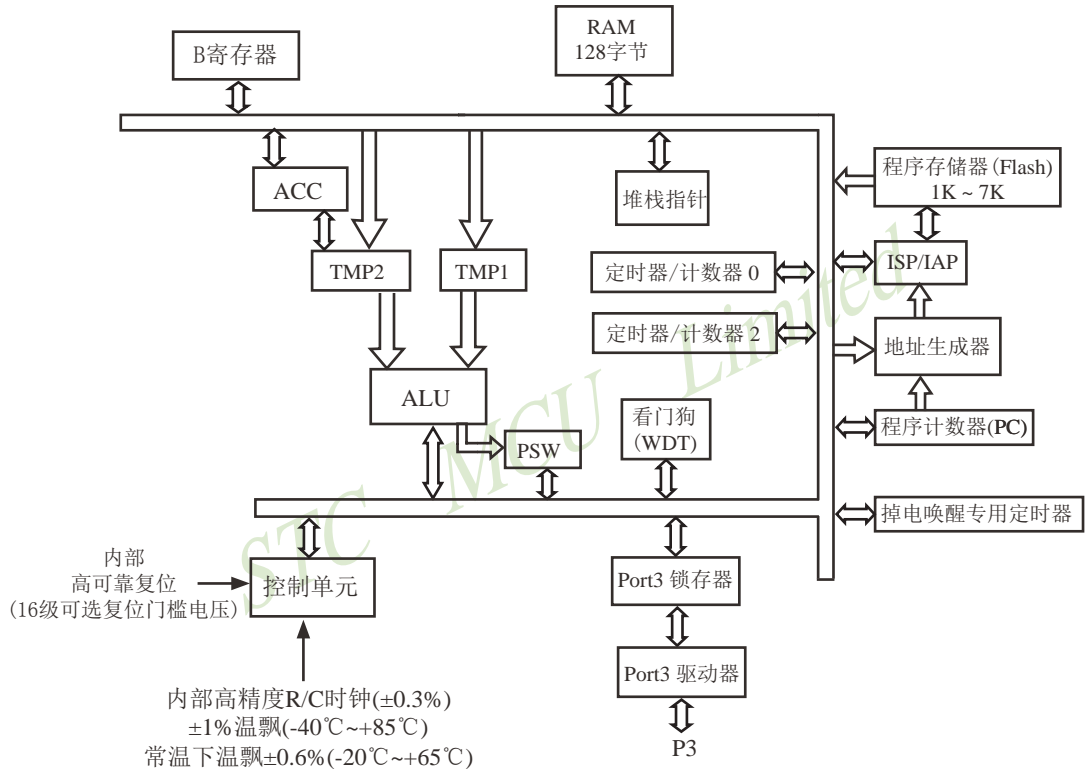 B寄存器
RAM
128字节
ACC
堆栈指针
程序存储器(Flash)
1K ~ 7K
TMP2
TMP1
定时器/计数器 0
ISP/IAP
定时器/计数器 2
地址生成器
ALU
看门狗
(WDT)
PSW
程序计数器(PC)
掉电唤醒专用定时器
STC MCU Limited
内部
高可靠复位
(16级可选复位门槛电压)
控制单元
Port3 锁存器
Port3 驱动器
内部高精度R/C时钟(±0.3%)
±1%温飘(-40℃~+85℃)
常温下温飘±0.6%(-20℃~+65℃)
P3